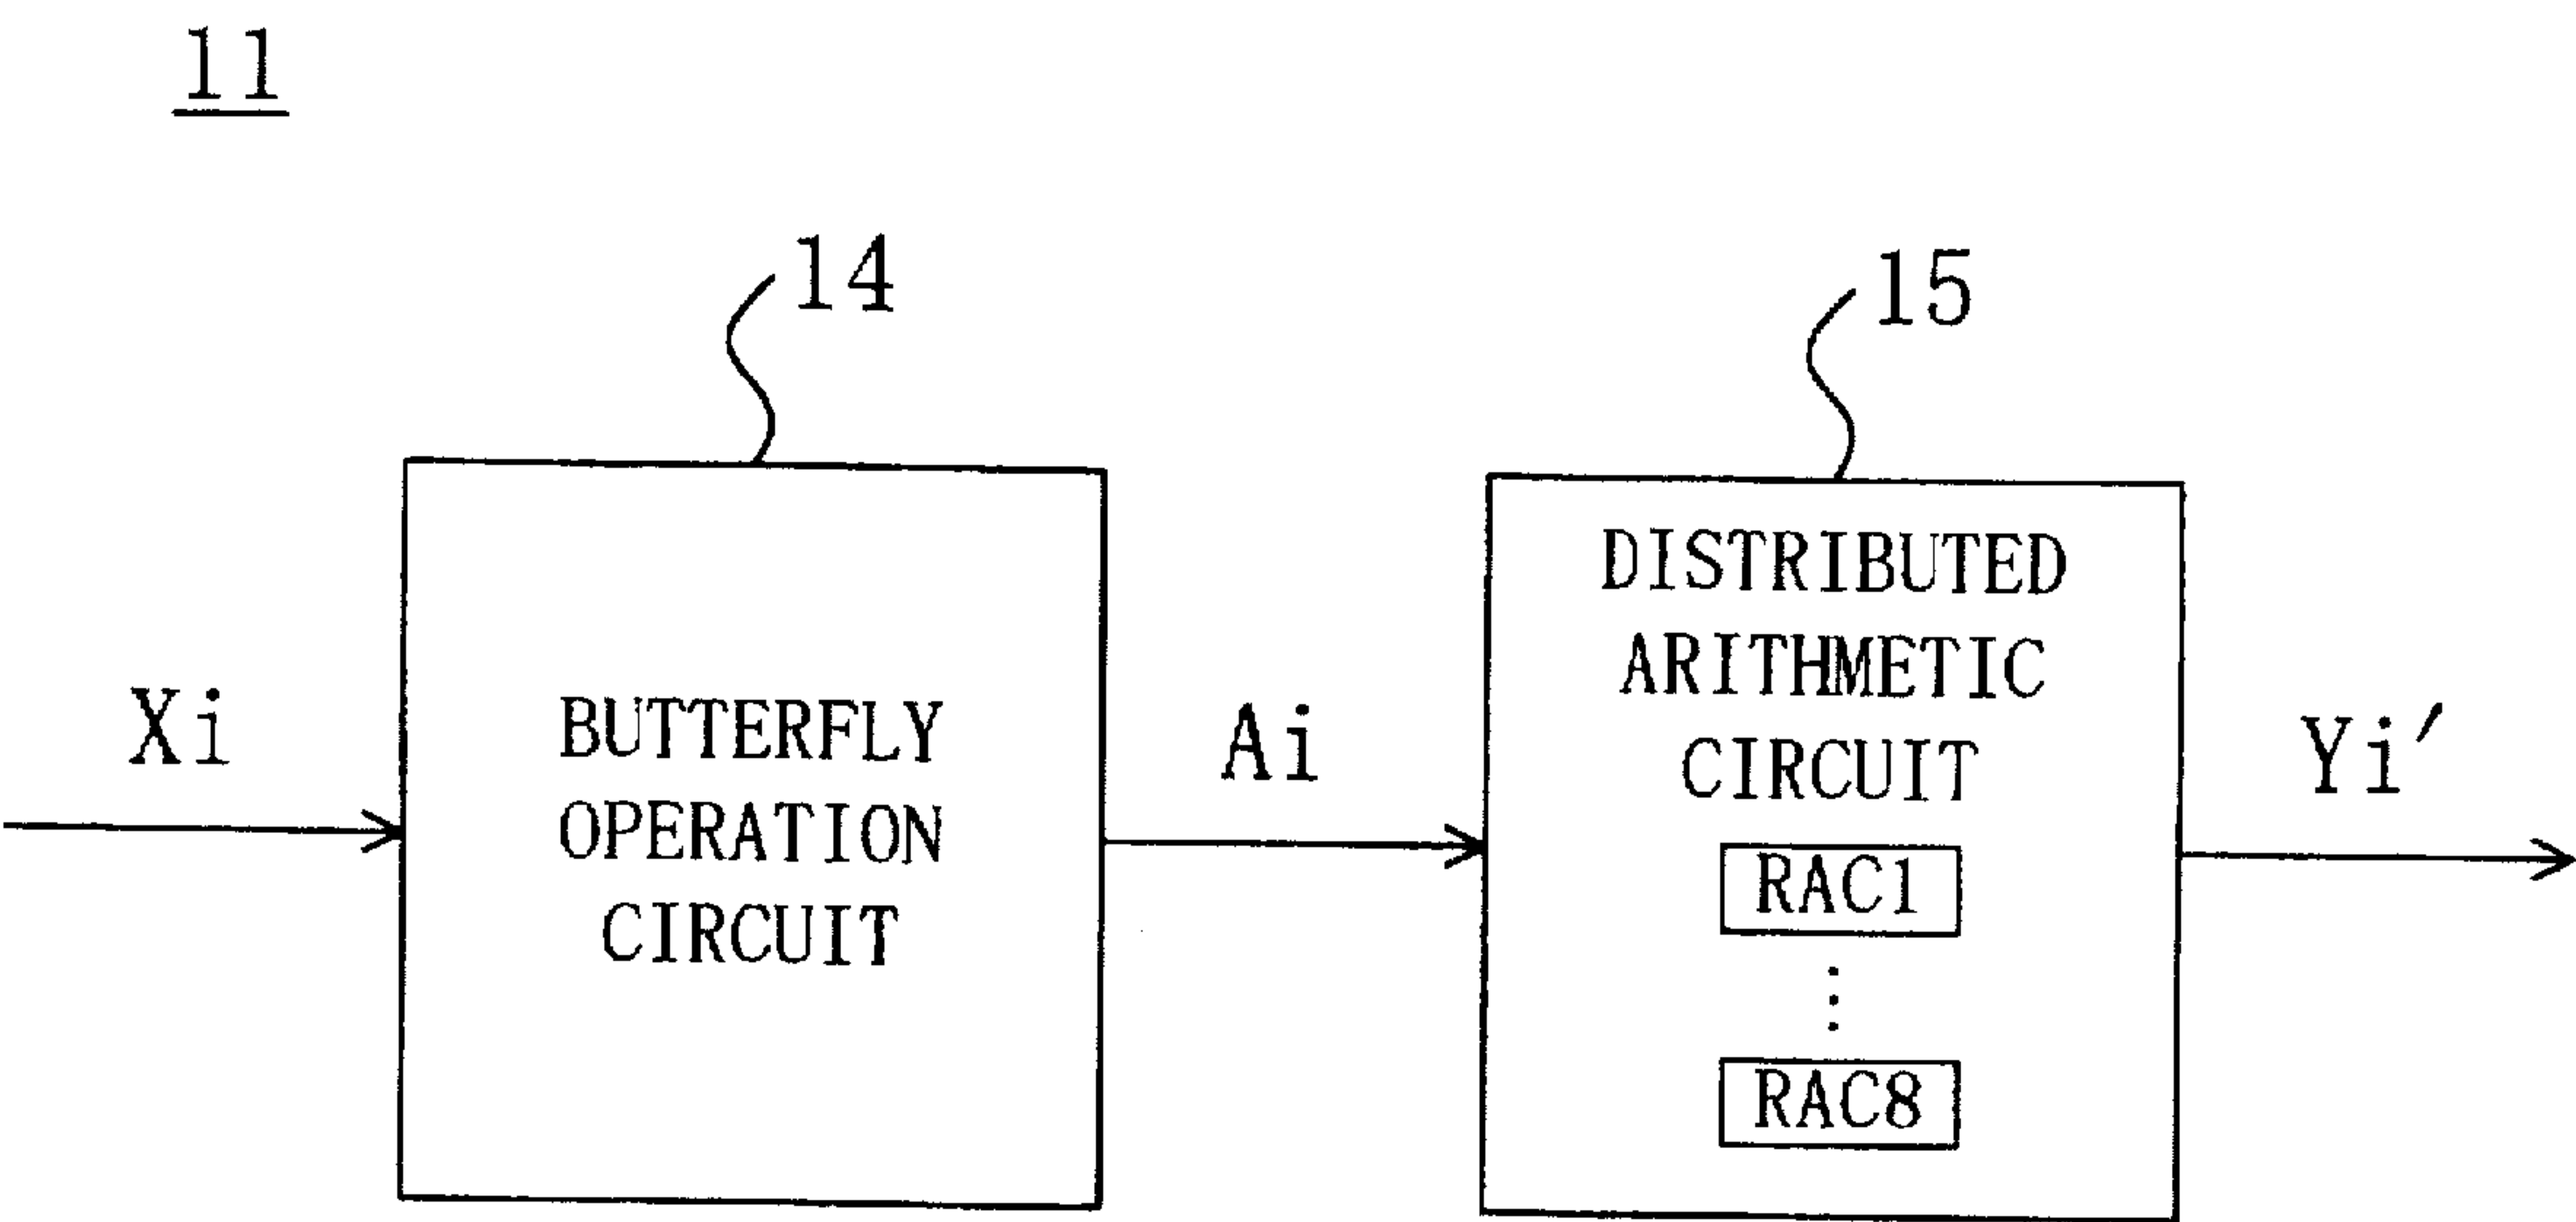 11
14
15
Xi
BUTTERFLY
OPERATION
CIRCUIT
Ai
DISTRIBUTED
ARITHMETIC
CIRCUIT
RAC1
RAC8
Yi′